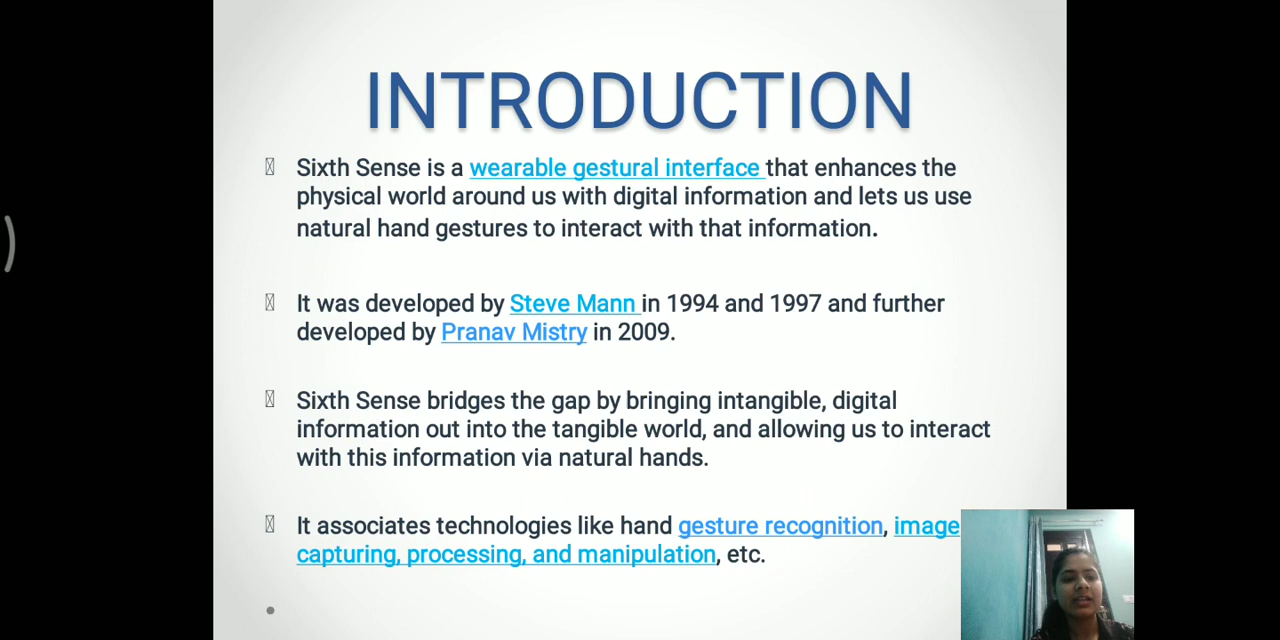 INTRODUCTION
Sixth Sense is a wearable gestural interface that enhances the
physical world around us with digital information and lets us use
natural hand gestures to interact with that information.
It was developed by Steve Mann in 1994 and 1997 and further
developed by Pranav Mistry in 2009.
Sixth Sense bridges the gap by bringing intangible, digital
information out into the tangible world, and allowing us to interact
with this information via natural hands.
It associates technologies like hand gesture recognition, image
capturing, processing, and manipulation, etc.